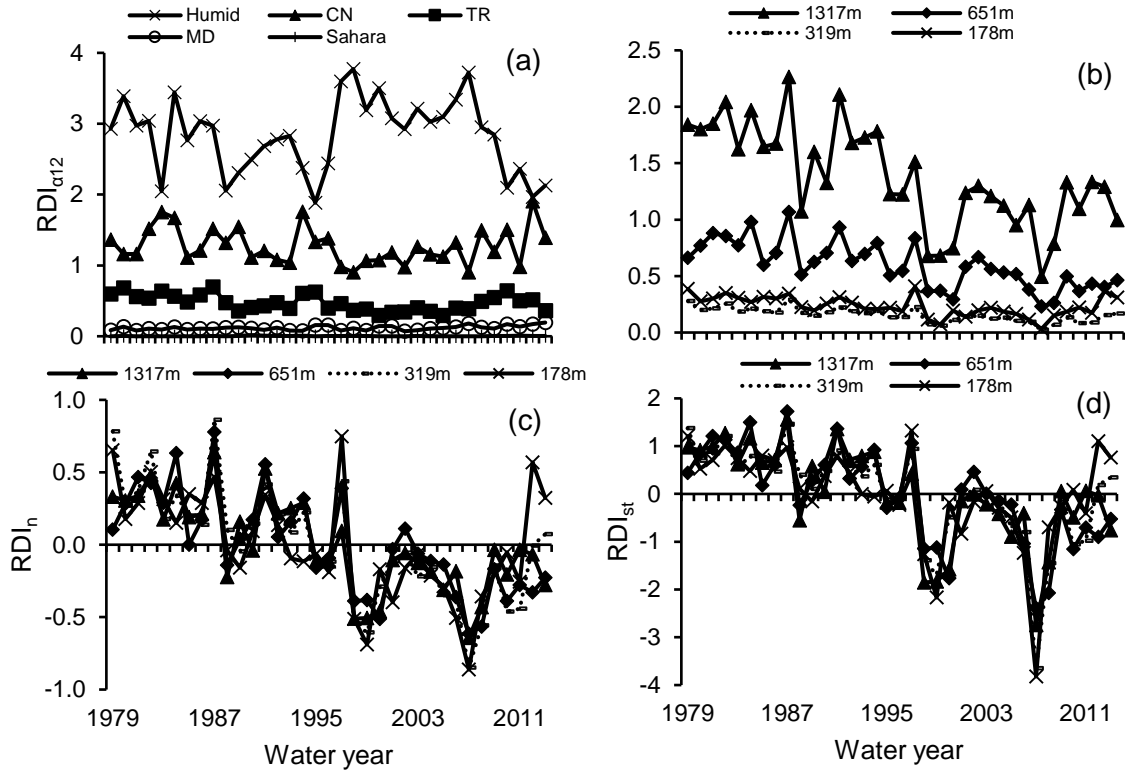 Humid CN TR
MD Sahara
(a)
4
3
2
1
0
RDIα12
1317m 651m
319m 178m
(b)
2.5
2.0
1.5
1.0
0.5
0.0
1317m 651m 319m 178m
(c)
1.0
0.5
0.0
-0.5
-1.0
RDIn
1979 1987 1995 2003 2011
Water year
1317m 651m
319m 178m
(d)
2
1
0
-1
-2
-3
-4
RDIst
1979 1987 1995 2003 2011
Water year